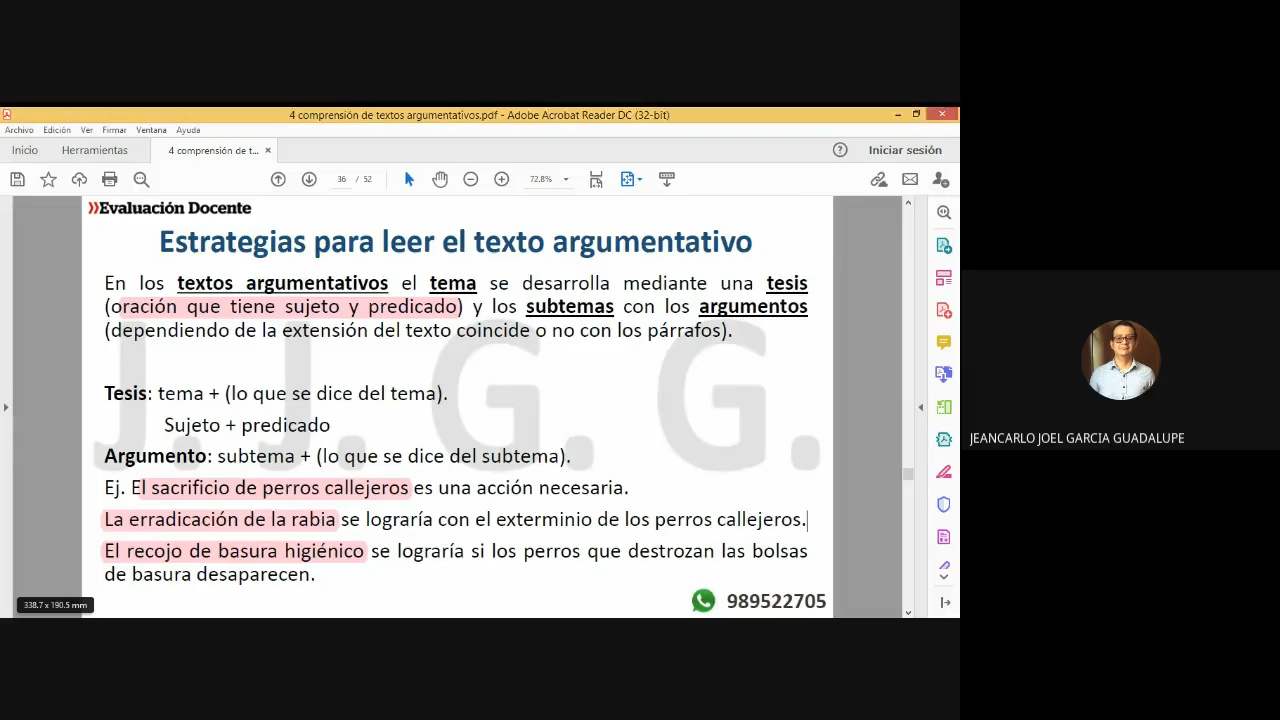 4 comprensión de textos argumentativos.pdf - Adobe Acrobat Reader DC (32-bit)
Archivo Edición Ver Firmar Ventana Ayuda
Inicio Herramientas 4 comprensión de t... × Iniciar sesión
36 / 52 72.8%
»Evaluación Docente
Estrategias para leer el texto argumentativo
En los textos argumentativos el tema se desarrolla mediante una tesis
(oración que tiene sujeto y predicado) y los subtemas con los argumentos
(dependiendo de la extensión del texto coincide o no con los párrafos).
J. J. G. G.
Tesis: tema + (lo que se dice del tema).
Sujeto + predicado
Argumento: subtema + (lo que se dice del subtema).
Ej. El sacrificio de perros callejeros es una acción necesaria.
La erradicación de la rabia se lograría con el exterminio de los perros callejeros.
El recojo de basura higiénico se lograría si los perros que destrozan las bolsas
de basura desaparecen.
338.7 x 190.5 mm
989522705
JEANCARLO JOEL GARCIA GUADALUPE